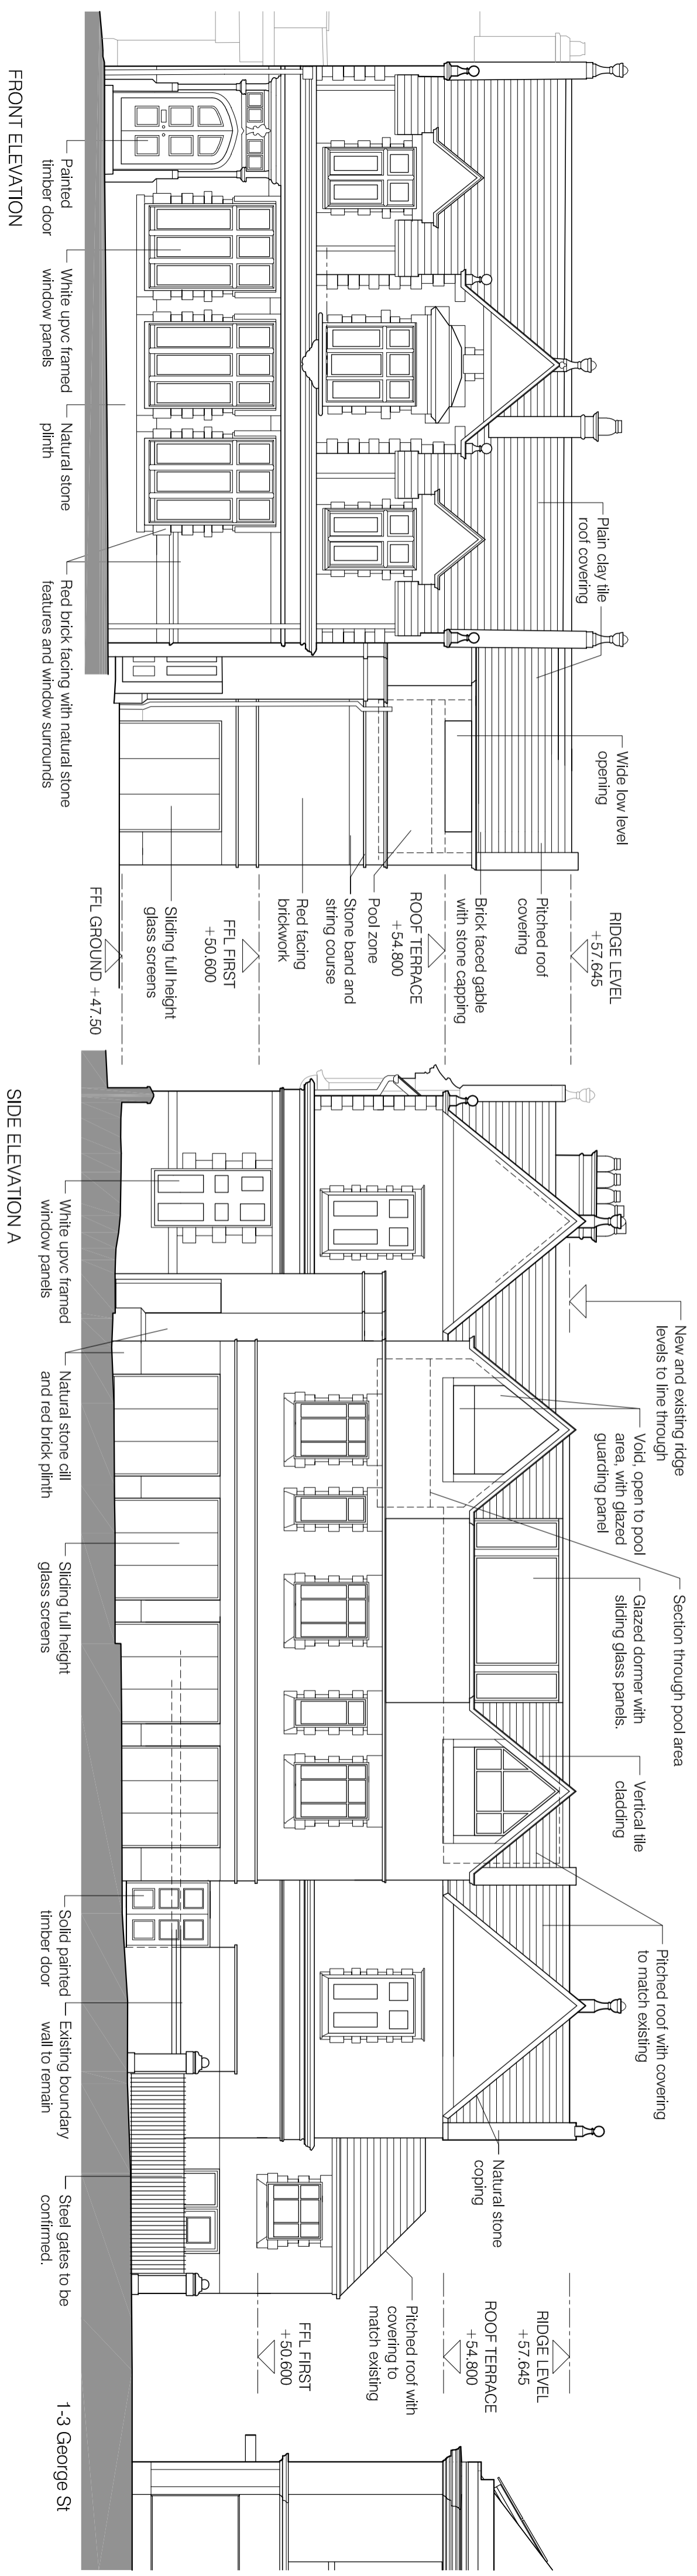 FRONT ELEVATION
Painted
timber door
White upvc framed
window panels
Natural stone
plinth
Red brick facing with natural stone
features and window surrounds
Plain clay tile
roof covering
Wide low level
opening
RIDGE LEVEL
+57.645
Pitched roof
covering
Brick faced gable
with stone capping
ROOF TERRACE
+54.800
Pool zone
Stone band and
string course
Red facing
brickwork
FFL FIRST
+50.600
Sliding full height
glass screens
FFL GROUND +47.50
SIDE ELEVATION A
New and existing ridge
levels to line through
Void, open to pool
area, with glazed
guarding panel
Section through pool area
Glazed dormer with
sliding glass panels.
Vertical tile
cladding
Pitched roof with covering
to match existing
Natural stone
coping
Pitched roof with
covering to
match existing
RIDGE LEVEL
+57.645
ROOF TERRACE
+54.800
FFL FIRST
+50.600
White upvc framed
window panels
Natural stone cill
and red brick plinth
Sliding full height
glass screens
Solid painted
timber door
Existing boundary
wall to remain
Steel gates to be
confirmed.
1-3 George St